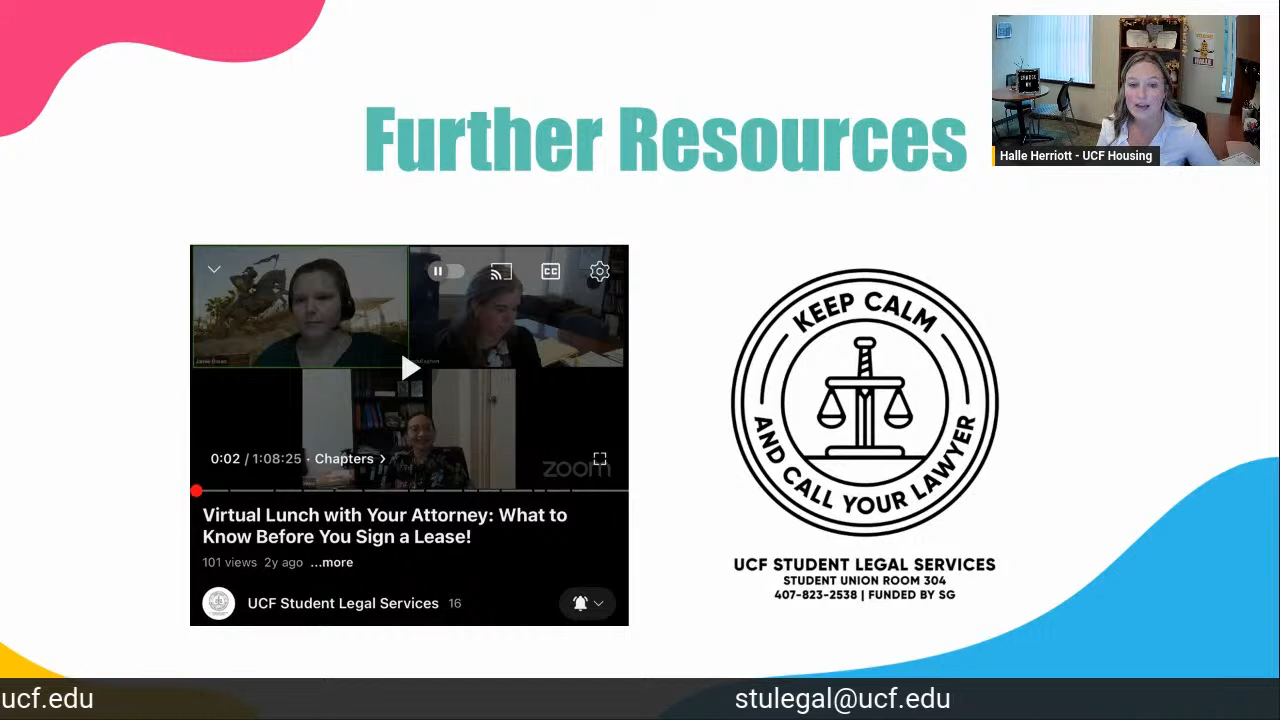 Further Resources
Halle Herriott - UCF Housing
CC
zoom
0:02 / 1:08:25 · Chapters >
Virtual Lunch with Your Attorney: What to
Know Before You Sign a Lease!
101 views 2y ago ...more
UCF Student Legal Services 16
KEEP CALM
AND CALL YOUR LAWYER
UCF STUDENT LEGAL SERVICES
STUDENT UNION ROOM 304
407-823-2538 | FUNDED BY SG
ucf.edu
stulegal@ucf.edu